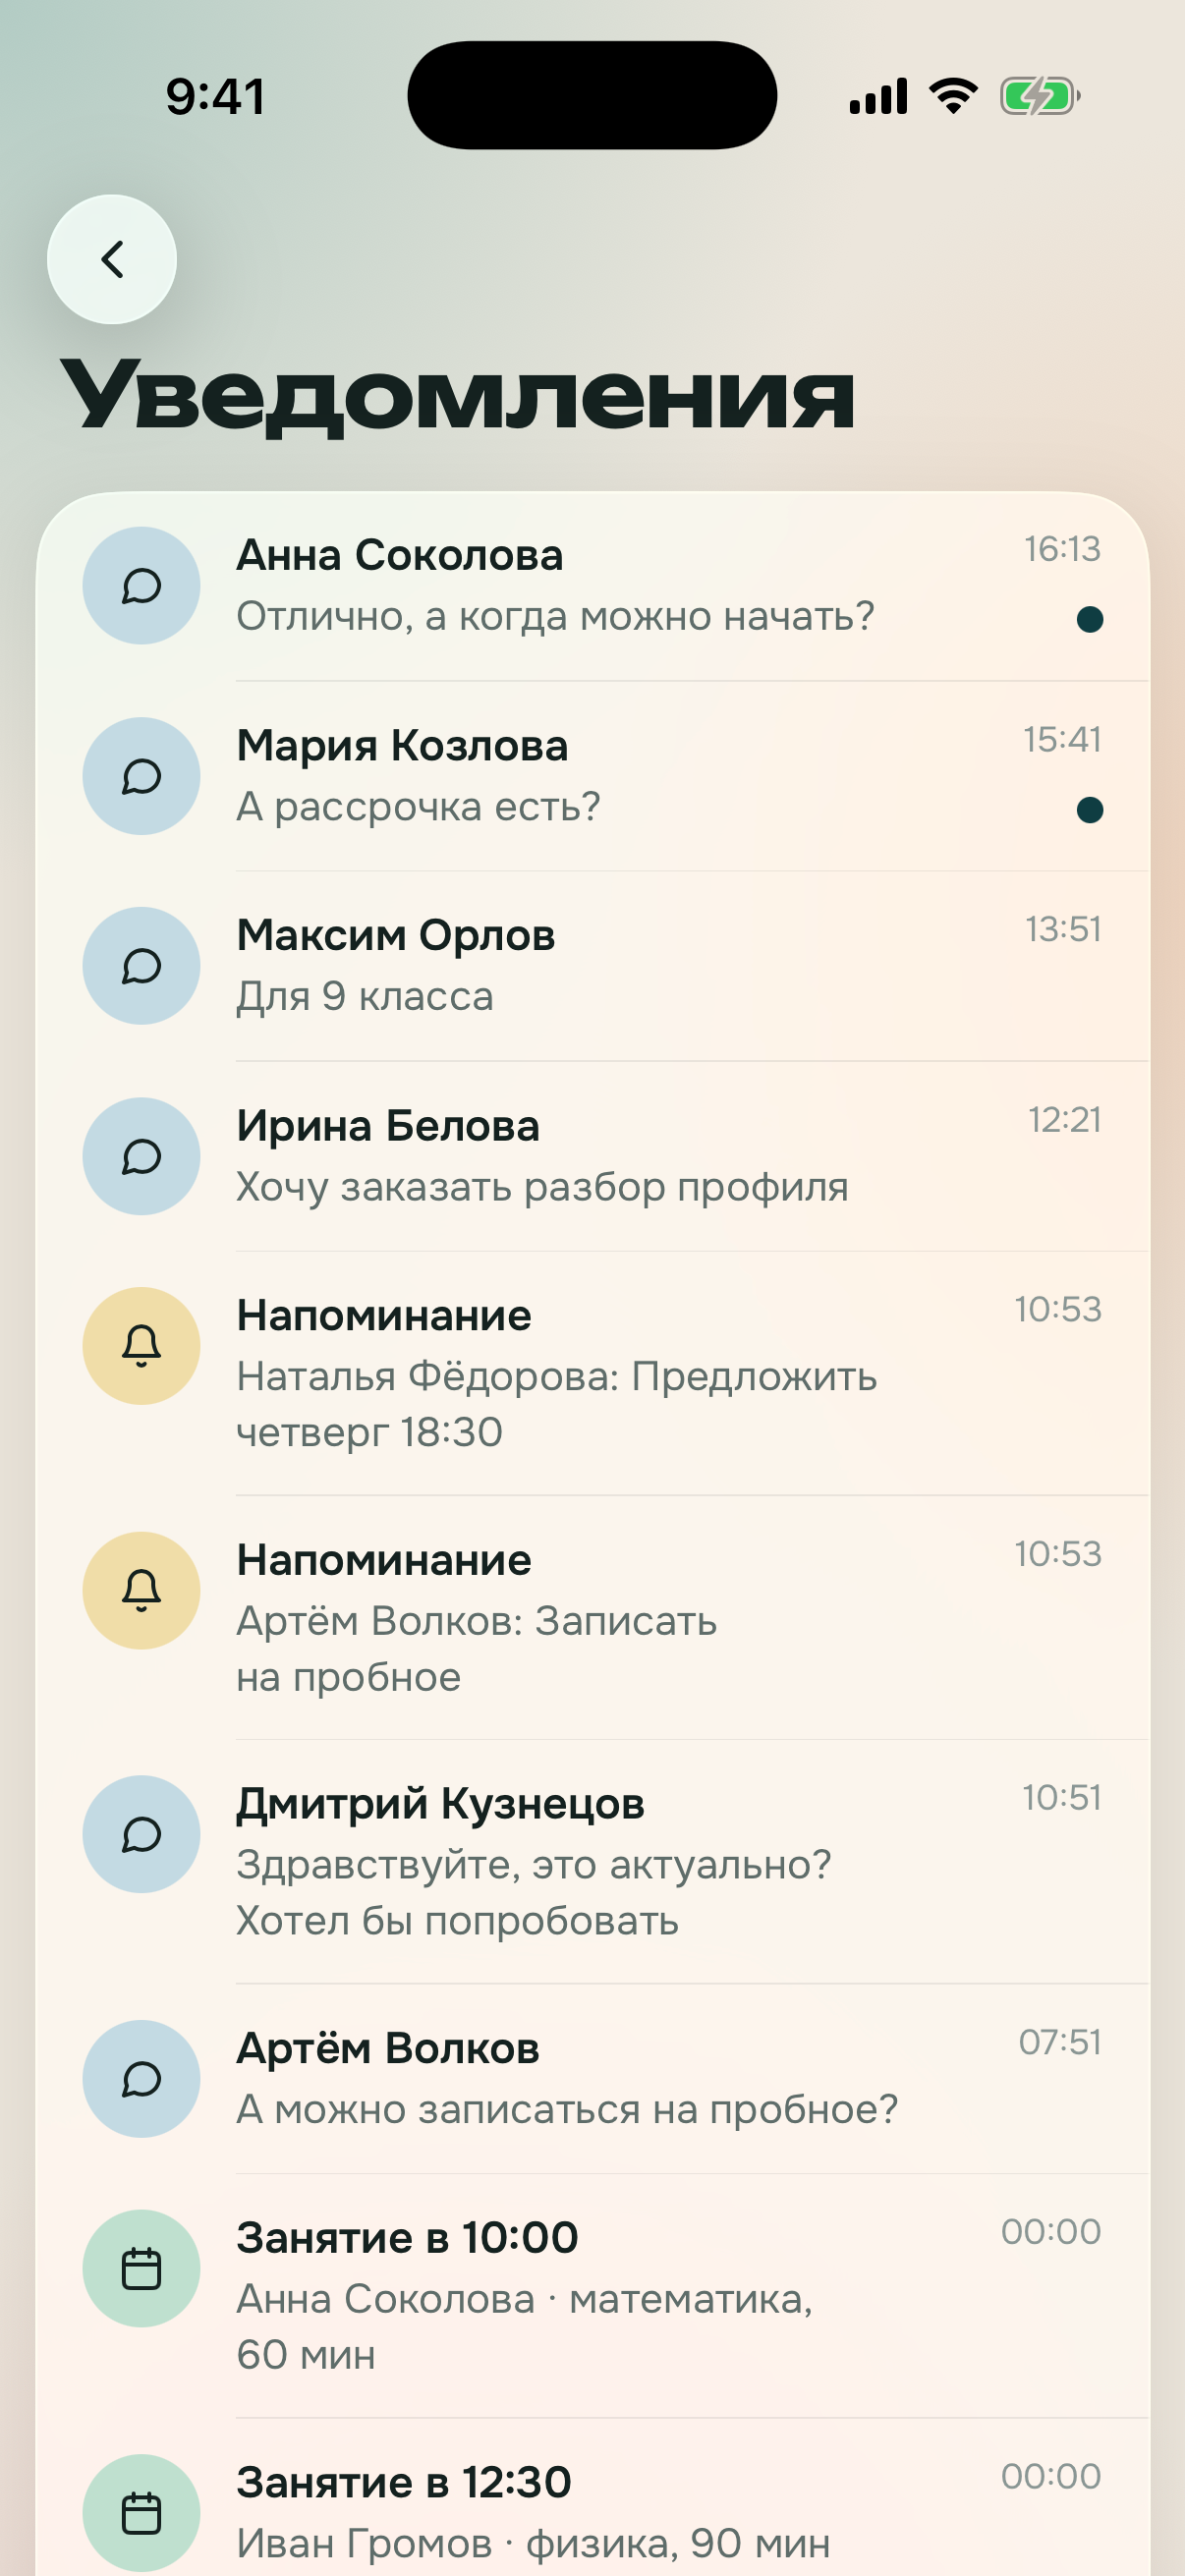 9:41
Уведомления
Анна Соколова 16:13
Отлично, а когда можно начать?
Мария Козлова 15:41
А рассрочка есть?
Максим Орлов 13:51
Для 9 класса
Ирина Белова 12:21
Хочу заказать разбор профиля
Напоминание 10:53
Наталья Фёдорова: Предложить
четверг 18:30
Напоминание 10:53
Артём Волков: Записать
на пробное
Дмитрий Кузнецов 10:51
Здравствуйте, это актуально?
Хотел бы попробовать
Артём Волков 07:51
А можно записаться на пробное?
Занятие в 10:00 00:00
Анна Соколова · математика,
60 мин
Занятие в 12:30 00:00
Иван Громов · физика, 90 мин